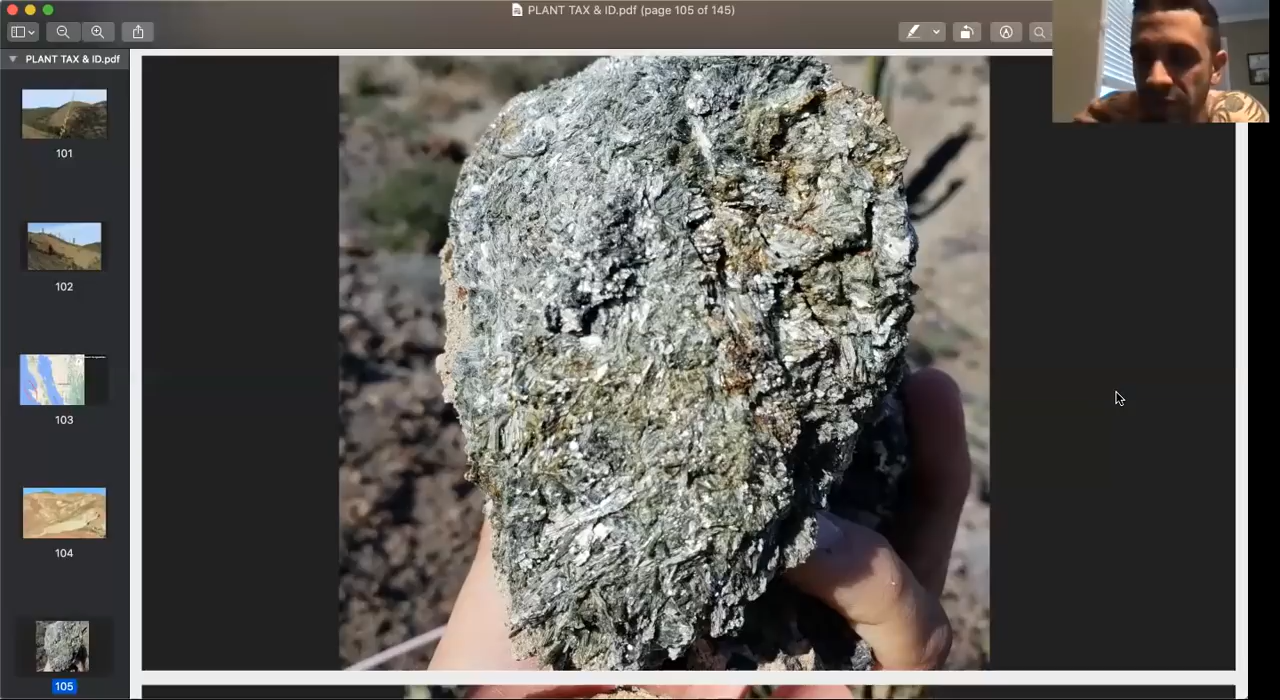 PLANT TAX & ID.pdf (page 105 of 145)
PLANT TAX & ID.pdf
101
102
103
104
105